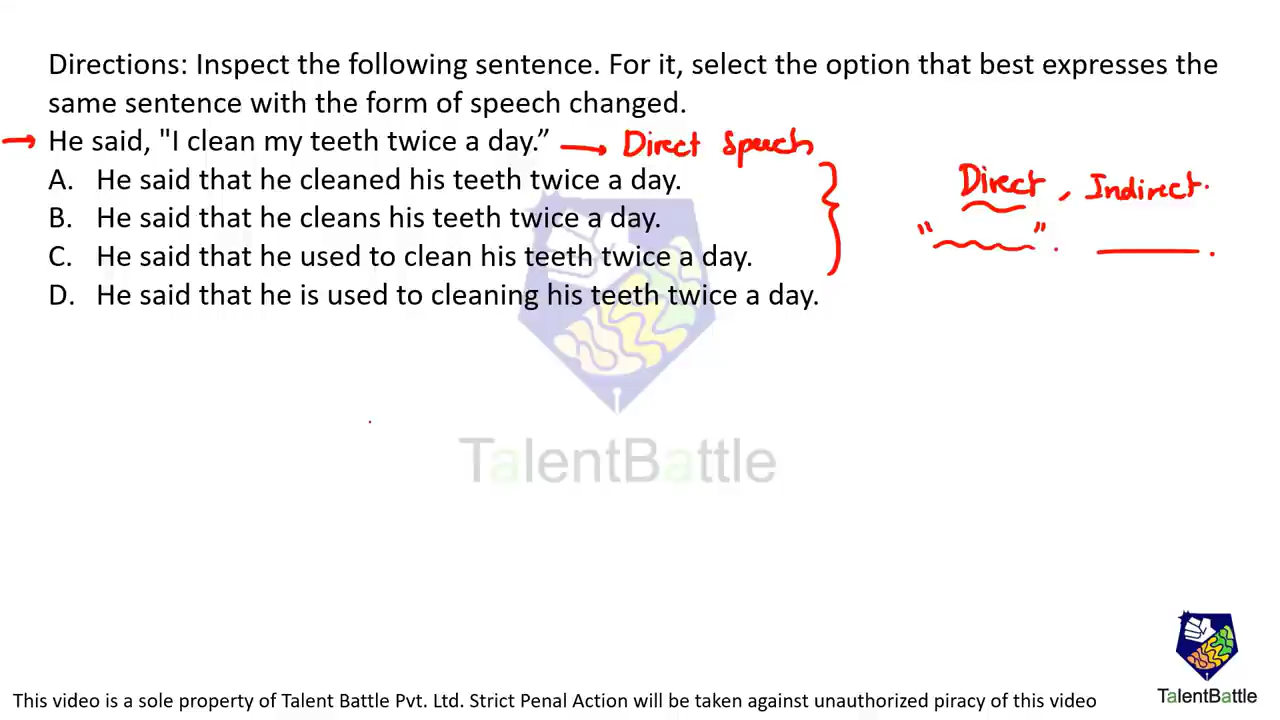 Directions: Inspect the following sentence. For it, select the option that best expresses the
same sentence with the form of speech changed.
He said, "I clean my teeth twice a day.” → Direct Speech
A. He said that he cleaned his teeth twice a day.
B. He said that he cleans his teeth twice a day.
C. He said that he used to clean his teeth twice a day.
D. He said that he is used to cleaning his teeth twice a day.
Direct, Indirect.
TalentBattle
TalentBattle
This video is a sole property of Talent Battle Pvt. Ltd. Strict Penal Action will be taken against unauthorized piracy of this video